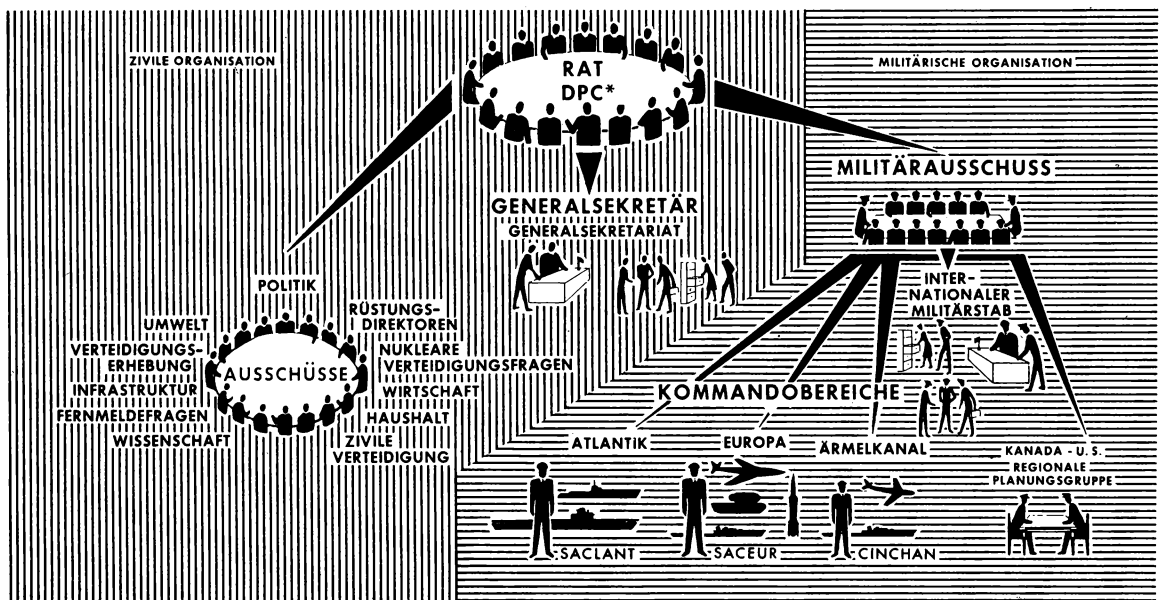 ZIVILE ORGANISATION
MILITÄRISCHE ORGANISATION
RAT
DPC*
MILITÄRAUSSCHUSS
GENERALSEKRETÄR
GENERALSEKRETARIAT
POLITIK
UMWELT
VERTEIDIGUNGS-
ERHEBUNG
INFRASTRUKTUR
FERNMELDEFRAGEN
WISSENSCHAFT
AUSSCHÜSSE
RÜSTUNGS-
DIREKTOREN
NUKLEARE
VERTEIDIGUNGSFRAGEN
WIRTSCHAFT
HAUSHALT
ZIVILE
VERTEIDIGUNG
INTER-
NATIONALER
MILITÄRSTAB
KOMMANDOBEREICHE
ATLANTIK
EUROPA
ÄRMELKANAL
KANADA - U.S.
REGIONALE
PLANUNGSGRUPPE
SACLANT
SACEUR
CINCHAN